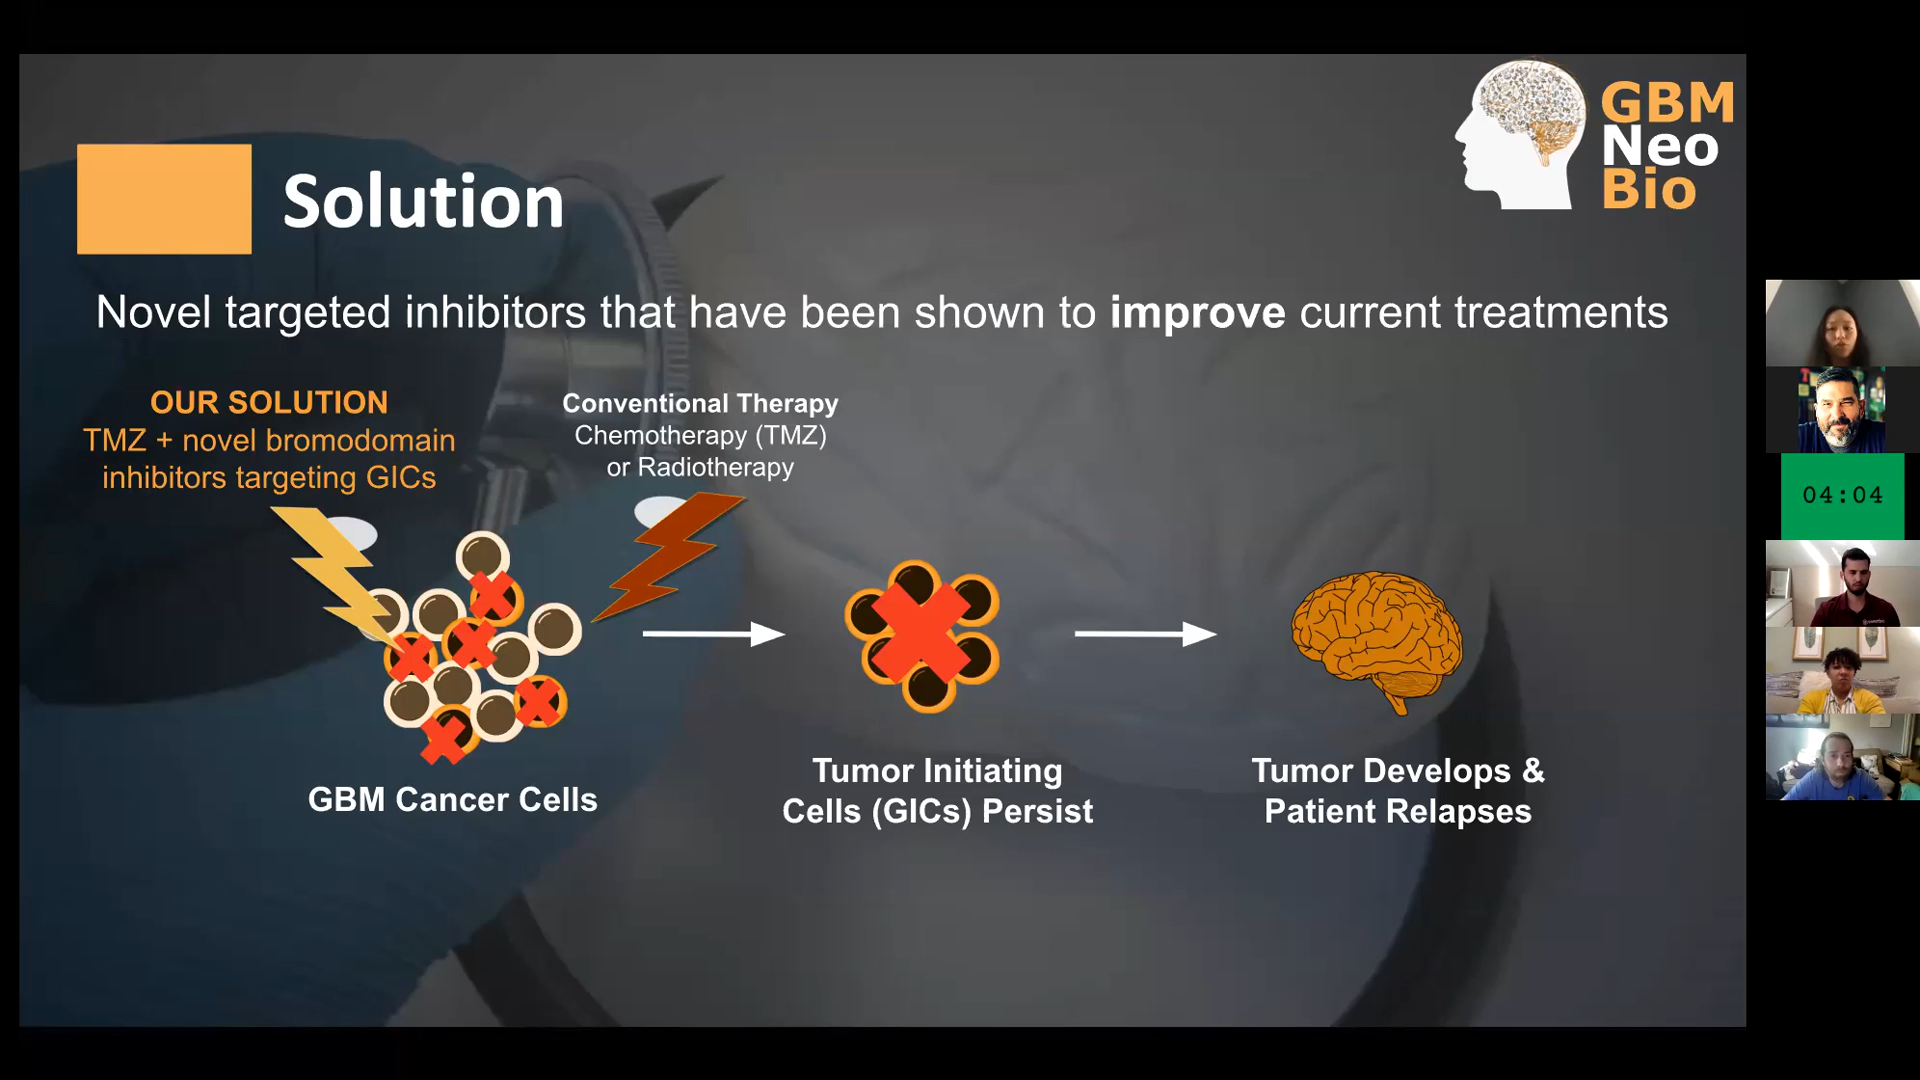 GBM
Neo
Bio
Solution
Novel targeted inhibitors that have been shown to improve current treatments
OUR SOLUTION
TMZ + novel bromodomain
inhibitors targeting GICs
Conventional Therapy
Chemotherapy (TMZ)
or Radiotherapy
GBM Cancer Cells
Tumor Initiating
Cells (GICs) Persist
Tumor Develops &
Patient Relapses
04:04